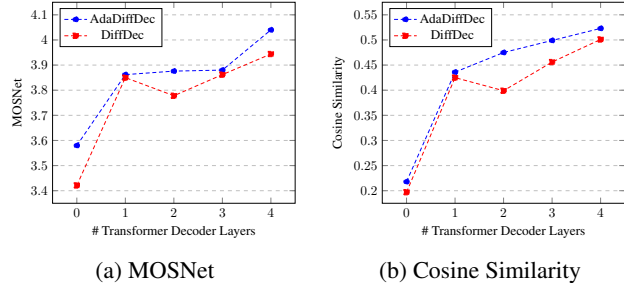 AdaDiffDec
DiffDec
4.1
4
3.9
3.8
3.7
3.6
3.5
3.4
MOSNet
0 1 2 3 4
# Transformer Decoder Layers
(a) MOSNet
AdaDiffDec
DiffDec
0.55
0.5
0.45
0.4
0.35
0.3
0.25
0.2
Cosine Similarity
0 1 2 3 4
# Transformer Decoder Layers
(b) Cosine Similarity